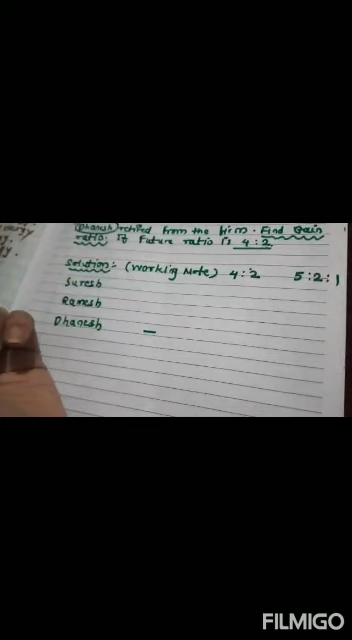 Dhanesh retired from the firm. Find Gain
ratio. If Future ratio is 4:2
Solution:- (Workig Note) 4:2 5:2:1
Suresh
Ramesh
Dhanesh
FILMIGO